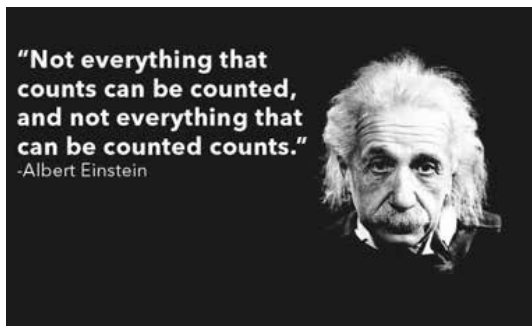 “Not everything that
counts can be counted,
and not everything that
can be counted counts.”
-Albert Einstein